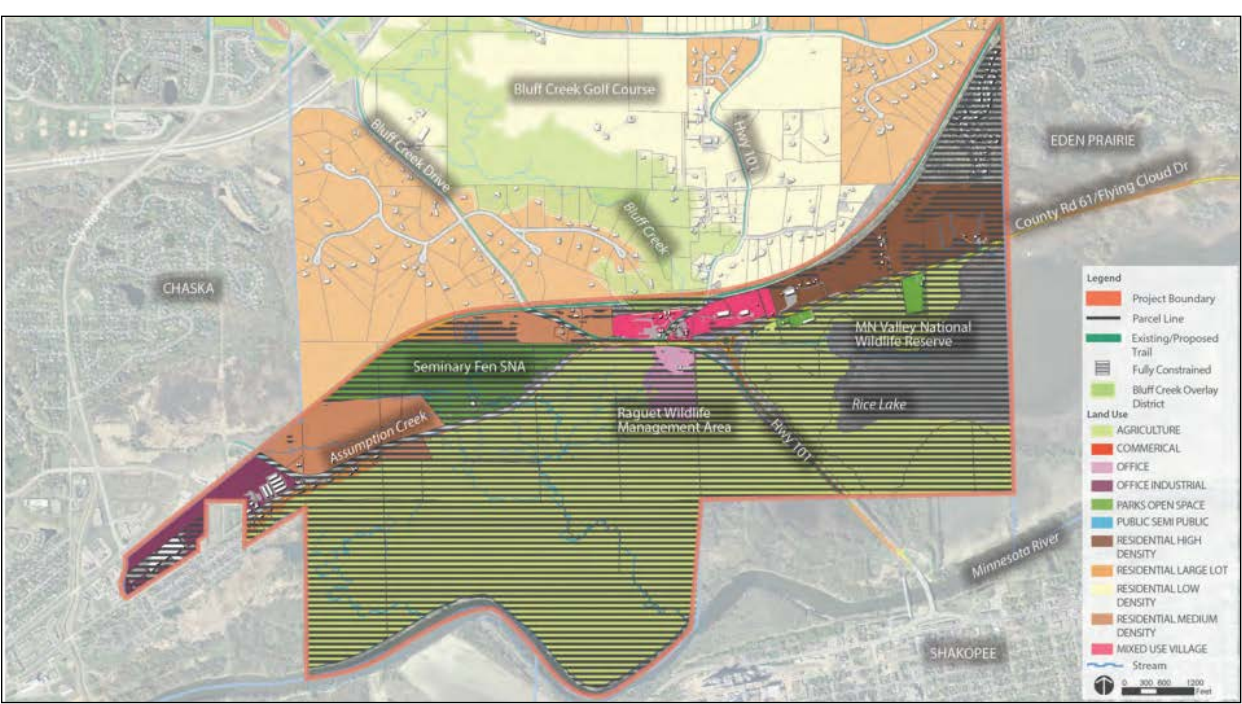 Bluff Creek Golf Course
Hwy 101
EDEN PRAIRIE
Bluff Creek Drive
Hwy 212
County Rd 61/Flying Cloud Dr
Bluff Creek
CHASKA
MN Valley National
Wildlife Reserve
Seminary Fen SNA
Rice Lake
Raguet Wildlife
Management Area
Assumption Creek
Hwy 101
Minnesota River
SHAKOPEE
Legend
Project Boundary
Parcel Line
Existing/Proposed
Trail
Fully Constrained
Bluff Creek Overlay
District
Land Use
AGRICULTURE
COMMERICAL
OFFICE
OFFICE INDUSTRIAL
PARKS OPEN SPACE
PUBLIC SEMI PUBLIC
RESIDENTIAL HIGH
DENSITY
RESIDENTIAL LARGE LOT
RESIDENTIAL LOW
DENSITY
RESIDENTIAL MEDIUM
DENSITY
MIXED USE VILLAGE
Stream
0 300 600 1200
Feet